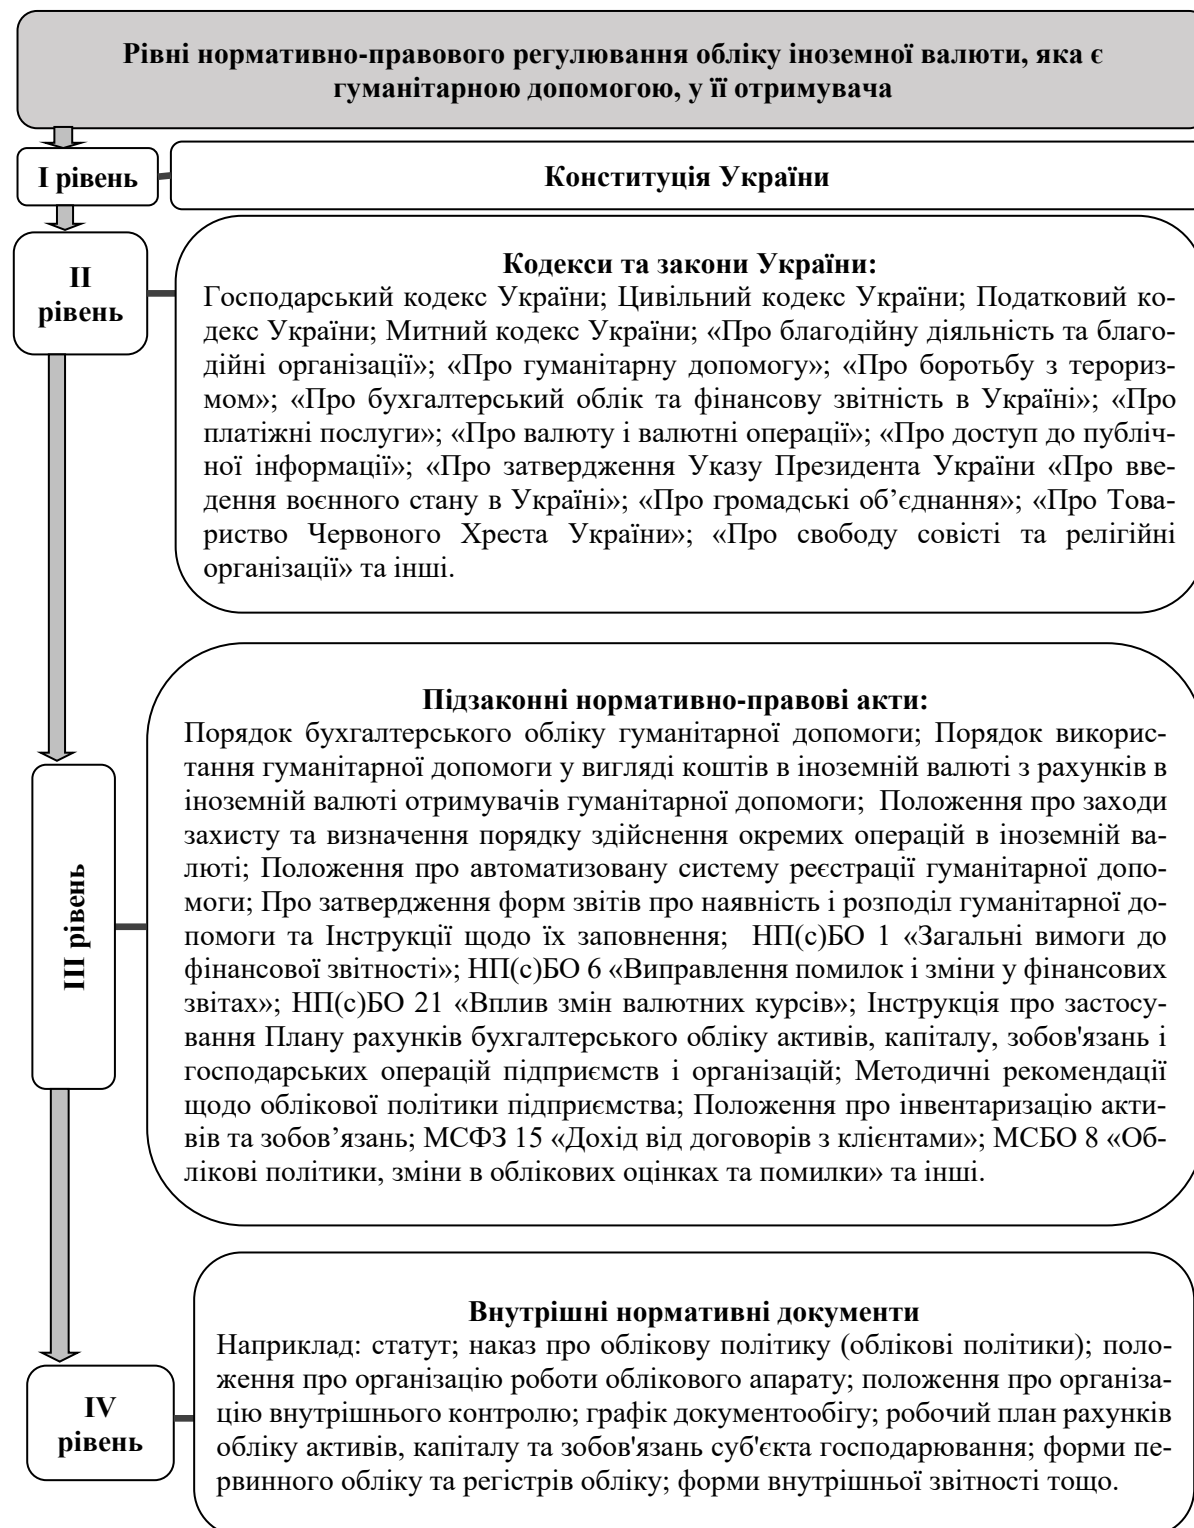 Рівні нормативно-правового регулювання обліку іноземної валюти, яка є
гуманітарною допомогою, у її отримувача
І рівень
Конституція України
ІІ
рівень
Кодекси та закони України:
Господарський кодекс України; Цивільний кодекс України; Податковий ко-
декс України; Митний кодекс України; «Про благодійну діяльність та благо-
дійні організації»; «Про гуманітарну допомогу»; «Про боротьбу з терориз-
мом»; «Про бухгалтерський облік та фінансову звітність в Україні»; «Про
платіжні послуги»; «Про валюту і валютні операції»; «Про доступ до публіч-
ної інформації»; «Про затвердження Указу Президента України «Про вве-
дення воєнного стану в Україні»; «Про громадські об’єднання»; «Про Това-
риство Червоного Хреста України»; «Про свободу совісті та релігійні
організації» та інші.
ІІІ рівень
Підзаконні нормативно-правові акти:
Порядок бухгалтерського обліку гуманітарної допомоги; Порядок викорис-
тання гуманітарної допомоги у вигляді коштів в іноземній валюті з рахунків в
іноземній валюті отримувачів гуманітарної допомоги; Положення про заходи
захисту та визначення порядку здійснення окремих операцій в іноземній ва-
люті; Положення про автоматизовану систему реєстрації гуманітарної допо-
моги; Про затвердження форм звітів про наявність і розподіл гуманітарної до-
помоги та Інструкції щодо їх заповнення; НП(с)БО 1 «Загальні вимоги до
фінансової звітності»; НП(с)БО 6 «Виправлення помилок і зміни у фінансових
звітах»; НП(с)БО 21 «Вплив змін валютних курсів»; Інструкція про застосу-
вання Плану рахунків бухгалтерського обліку активів, капіталу, зобов'язань і
господарських операцій підприємств і організацій; Методичні рекомендації
щодо облікової політики підприємства; Положення про інвентаризацію акти-
вів та зобов’язань; МСФЗ 15 «Дохід від договорів з клієнтами»; МСБО 8 «Об-
лікові політики, зміни в облікових оцінках та помилки» та інші.
ІV
рівень
Внутрішні нормативні документи
Наприклад: статут; наказ про облікову політику (облікові політики); поло-
ження про організацію роботи облікового апарату; положення про організа-
цію внутрішнього контролю; графік документообігу; робочий план рахунків
обліку активів, капіталу та зобов'язань суб'єкта господарювання; форми пе-
рвинного обліку та регістрів обліку; форми внутрішньої звітності тощо.